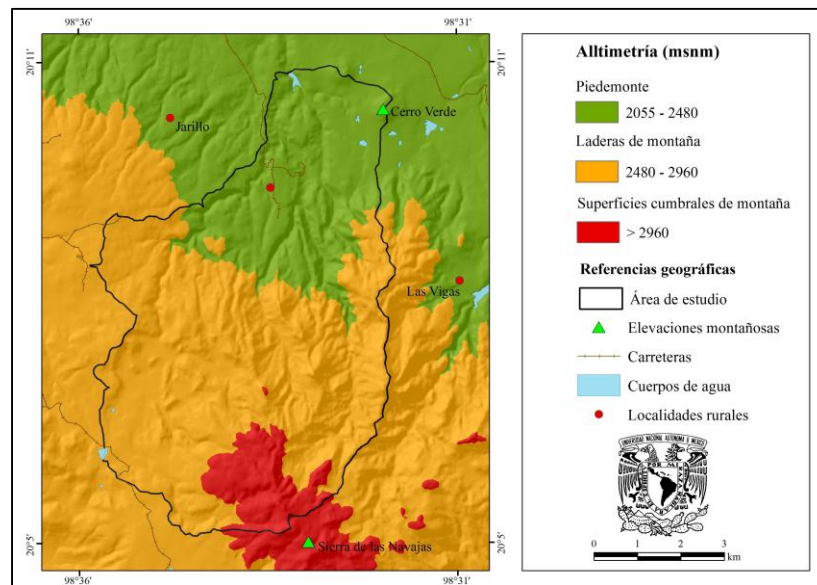 98°36'
98°31'
20°11'
20°11'
Cerro Verde
Jarillo
Las Vigas
Sierra de las Navajas
20°5'
20°5'
98°36'
98°31'
Alltimetría (msnm)
Piedemonte
2055 - 2480
Laderas de montaña
2480 - 2960
Superfícies cumbrales de montaña
> 2960
Referencias geográficas
Área de estudio
Elevaciones montañosas
Carreteras
Cuerpos de agua
Localidades rurales
0 1 2 3
km